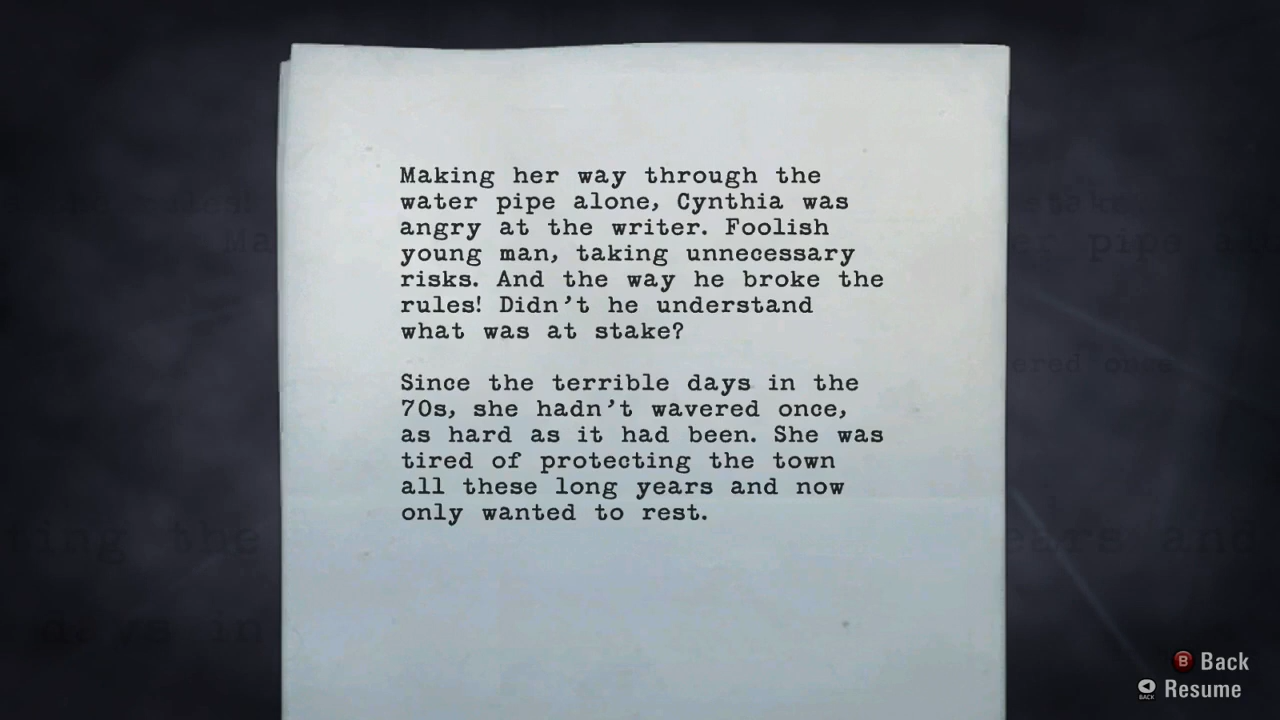 Making her way through the
water pipe alone, Cynthia was
angry at the writer. Foolish
young man, taking unnecessary
risks. And the way he broke the
rules! Didn't he understand
what was at stake?
Since the terrible days in the
70s, she hadn't wavered once,
as hard as it had been. She was
tired of protecting the town
all these long years and now
only wanted to rest.
B Back
BACK Resume